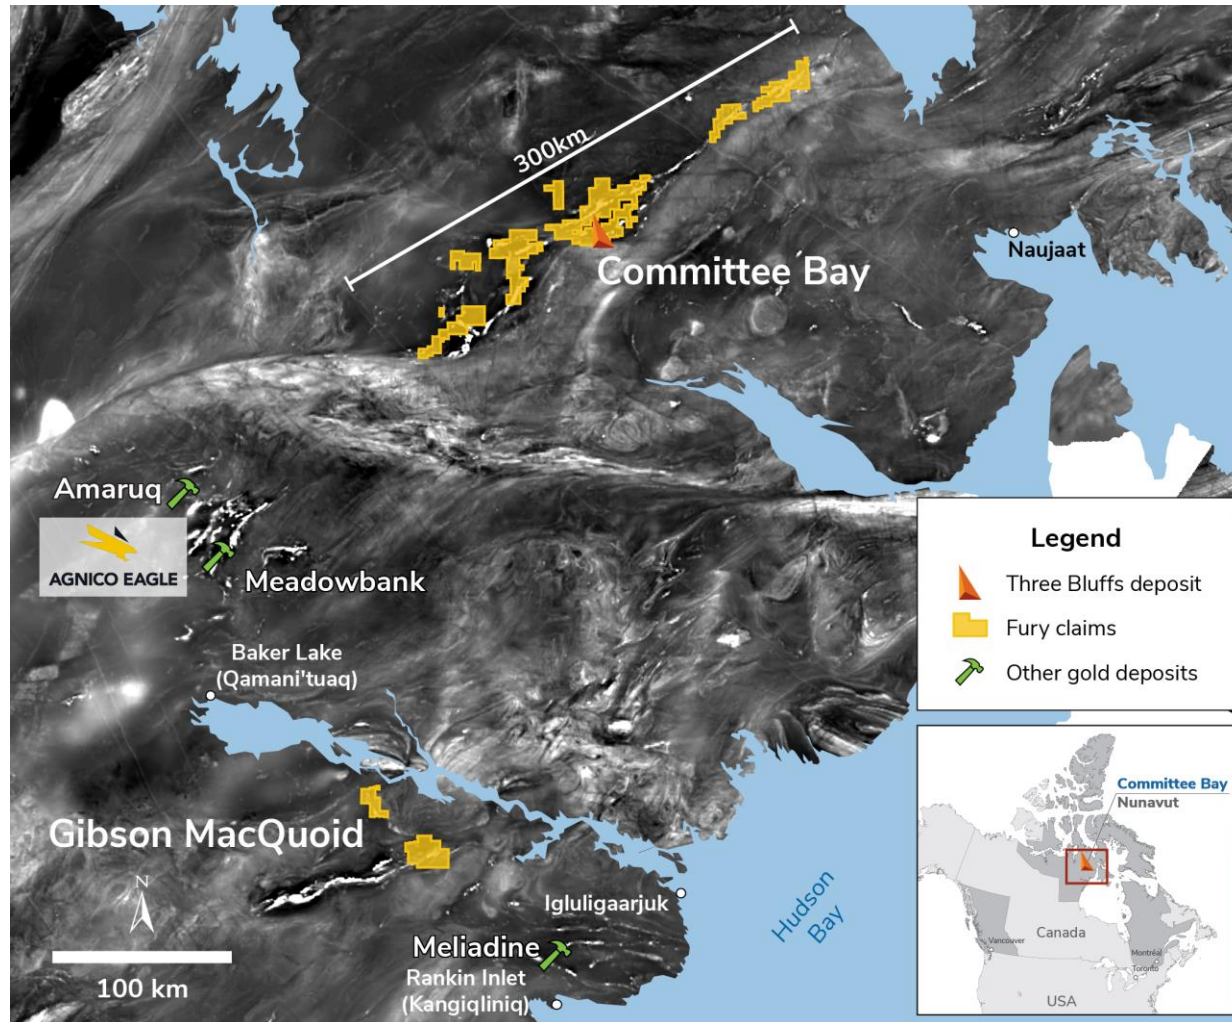 300km
Naujaat
Committee Bay
Amaruq
AGNICO EAGLE
Meadowbank
Baker Lake
(Qamani'tuaq)
Gibson MacQuoid
N
100 km
Igluligaarjuk
Meliadine
Rankin Inlet
(Kangiqliniq)
Hudson
Bay
Legend
Three Bluffs deposit
Fury claims
Other gold deposits
Committee Bay
Nunavut
Canada
Vancouver
Montréal
Toronto
USA